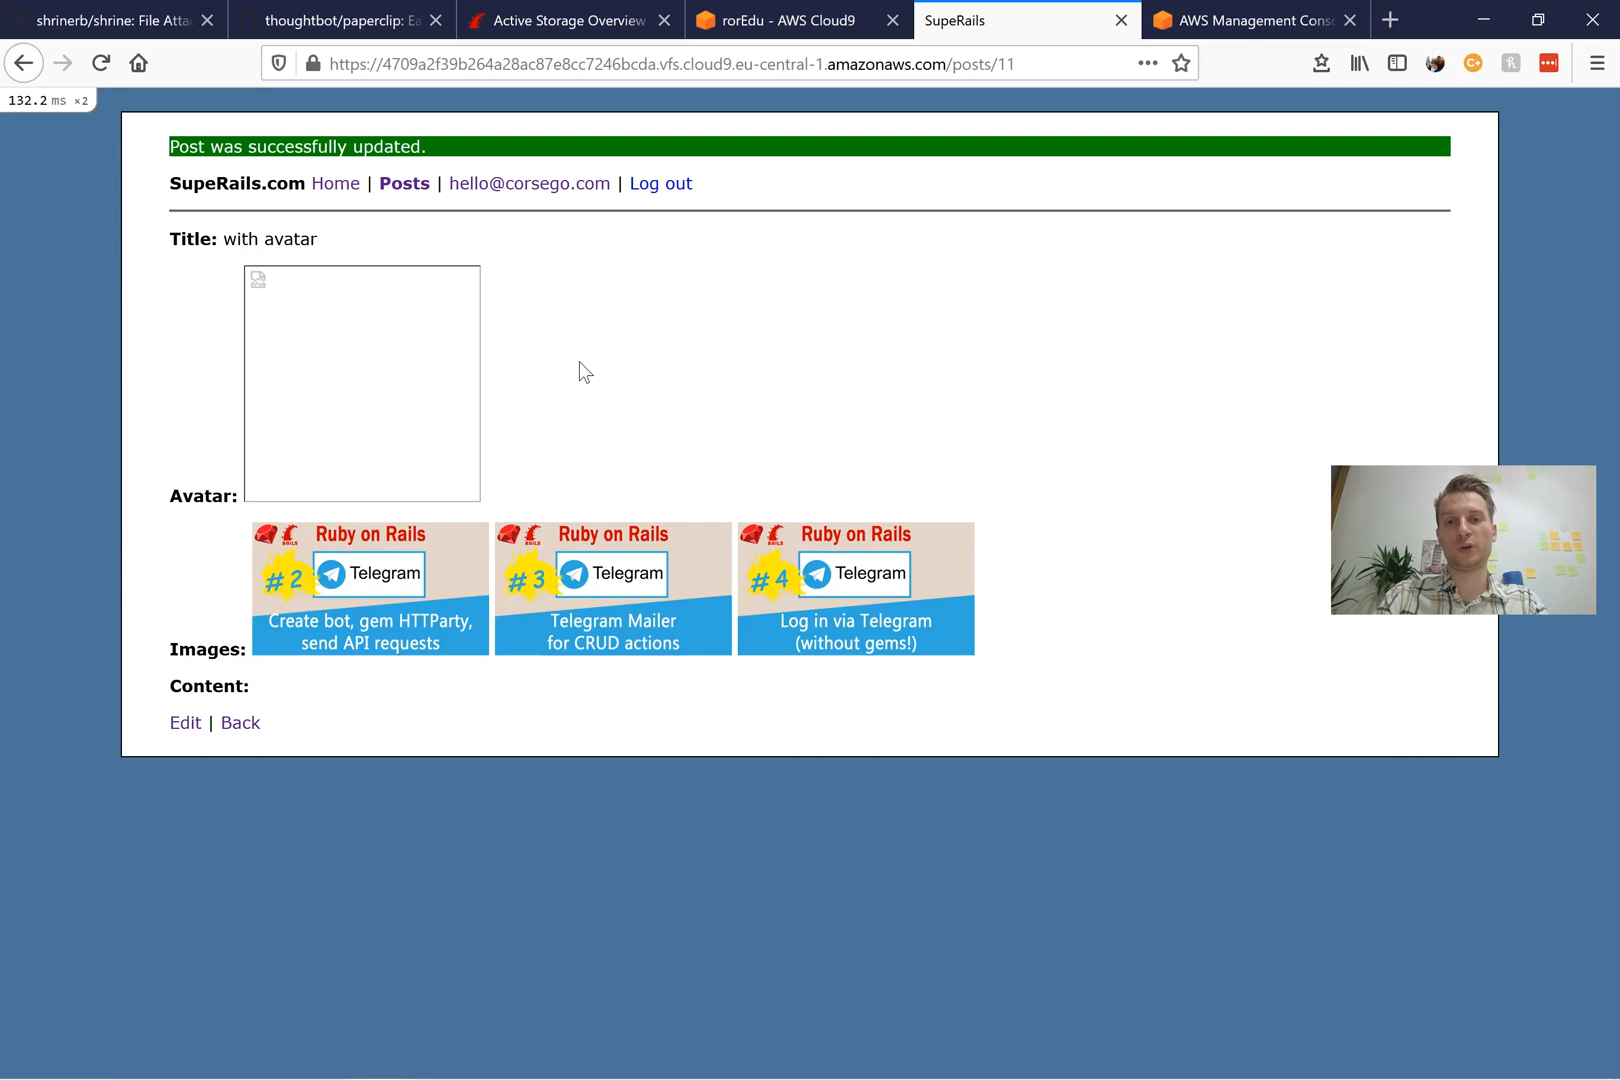 shrinerb/shrine: File Atta
thoughtbot/paperclip: Ea
Active Storage Overview
rorEdu - AWS Cloud9
SupeRails
AWS Management Conso
https://4709a2f39b264a28ac87e8cc7246bcda.vfs.cloud9.eu-central-1.amazonaws.com/posts/11
132.2 ms ×2
Post was successfully updated.
SupeRails.com Home | Posts | hello@corsego.com | Log out
Title: with avatar
Avatar:
Ruby on Rails
RAILS
#2
Telegram
Create bot, gem HTTParty,
send API requests
Ruby on Rails
RAILS
#3
Telegram
Telegram Mailer
for CRUD actions
Ruby on Rails
RAILS
#4
Telegram
Log in via Telegram
(without gems!)
Images:
Content:
Edit | Back